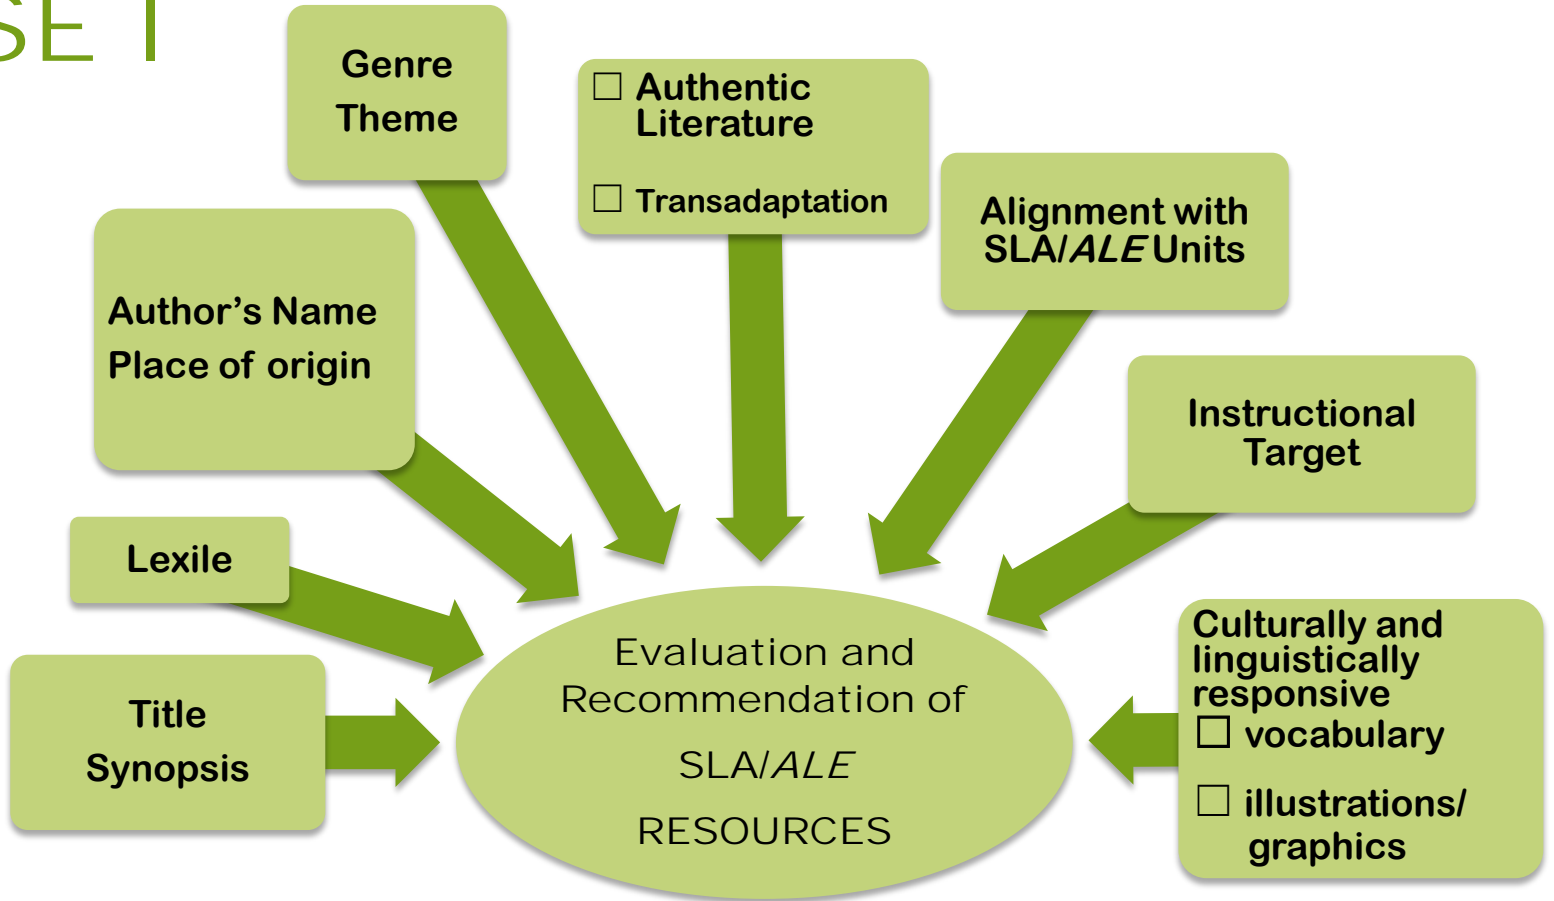 SET
Genre
Theme
☐ Authentic
Literature
☐ Transadaptation
Alignment with
SLA/ALE Units
Author's Name
Place of origin
Instructional
Target
Lexile
Title
Synopsis
Culturally and
linguistically
responsive
☐ vocabulary
☐ illustrations/
graphics
Evaluation and
Recommendation of
SLA/ALE
RESOURCES